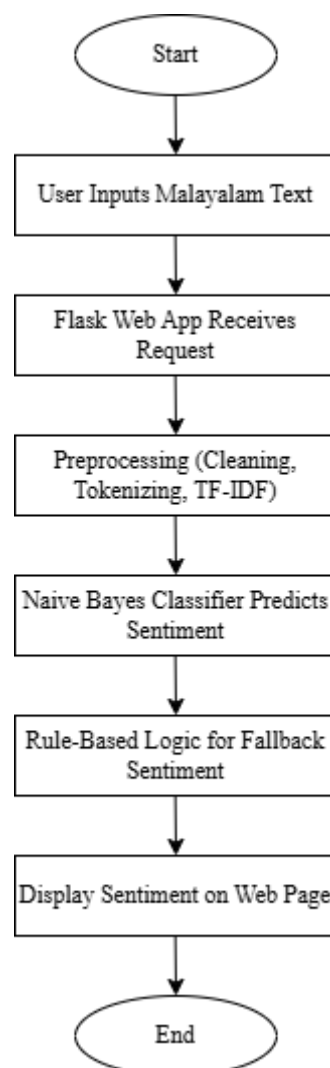 Start
User Inputs Malayalam Text
Flask Web App Receives
Request
Preprocessing (Cleaning,
Tokenizing, TF-IDF)
Naive Bayes Classifier Predicts
Sentiment
Rule-Based Logic for Fallback
Sentiment
Display Sentiment on Web Page
End